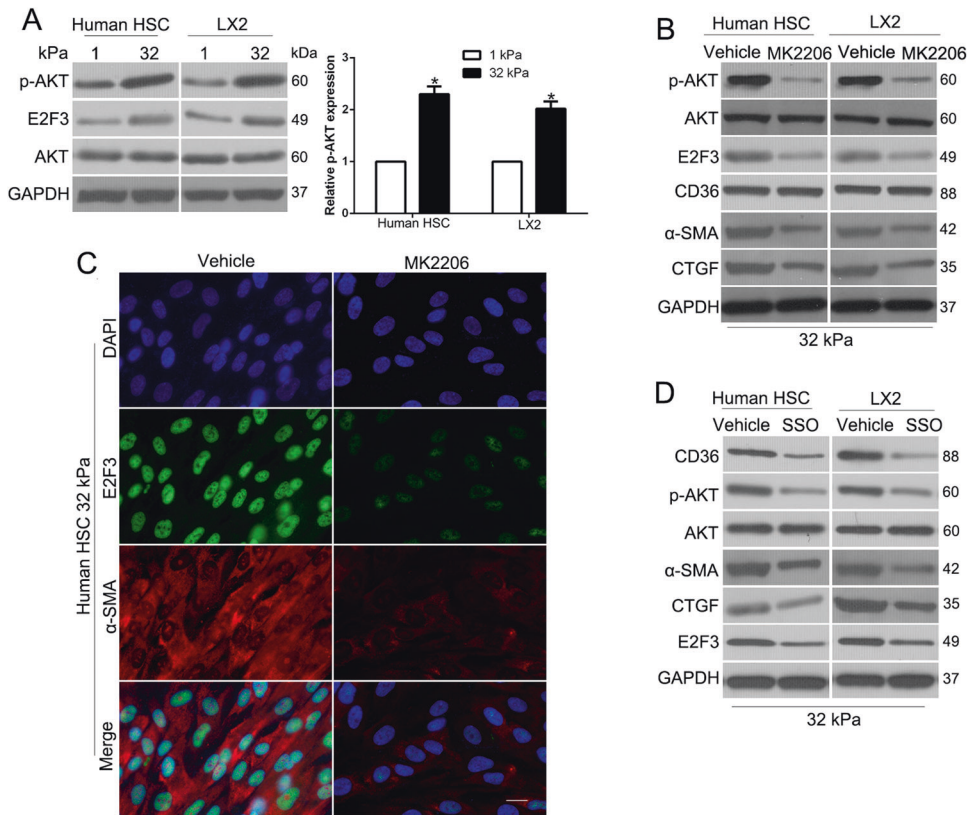 A
Human HSC LX2
kPa 1 32 1 32 kDa
p-AKT 60
E2F3 49
AKT 60
GAPDH 37
Relative p-AKT expression
3
2
1
0
1 kPa
32 kPa
* *
Human HSC LX2
B
Human HSC LX2
Vehicle MK2206 Vehicle MK2206
p-AKT 60
AKT 60
E2F3 49
CD36 88
α-SMA 42
CTGF 35
GAPDH 37
32 kPa
C
Vehicle MK2206
Human HSC 32 kPa
DAPI
E2F3
α-SMA
Merge
D
Human HSC LX2
Vehicle SSO Vehicle SSO
CD36 88
p-AKT 60
AKT 60
α-SMA 42
CTGF 35
E2F3 49
GAPDH 37
32 kPa